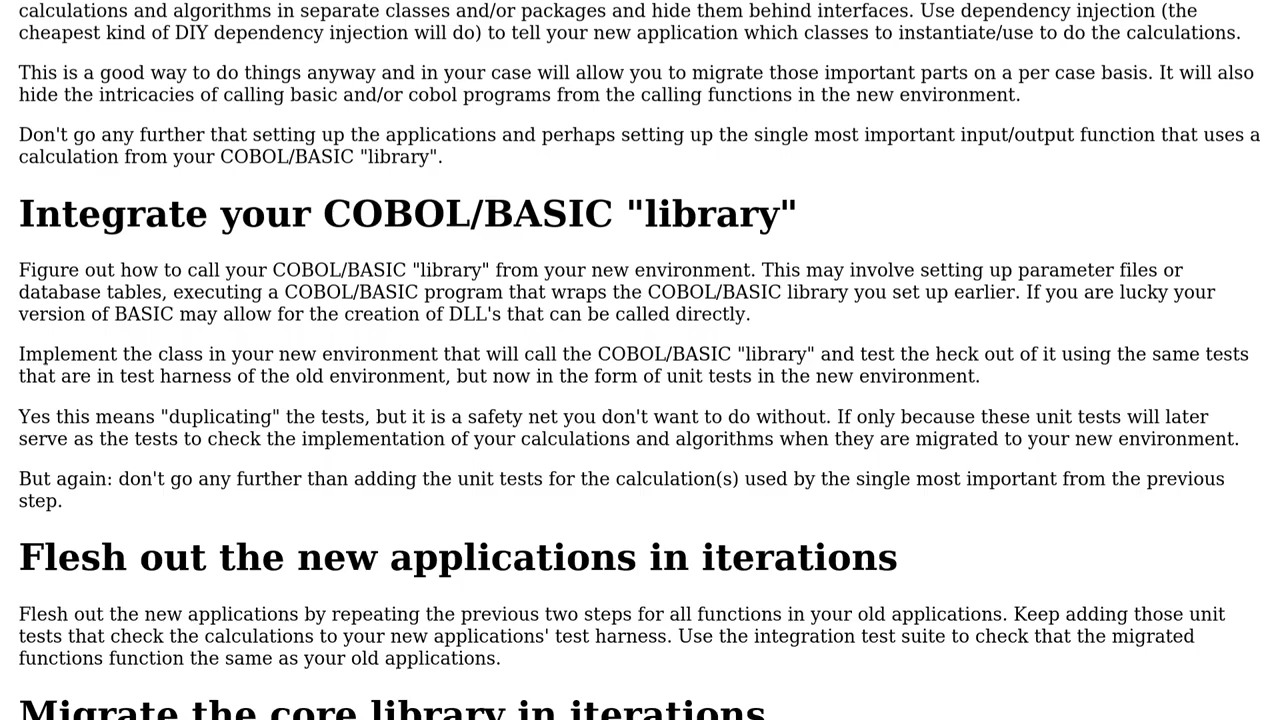 calculations and algorithms in separate classes and/or packages and hide them behind interfaces. Use dependency injection (the
cheapest kind of DIY dependency injection will do) to tell your new application which classes to instantiate/use to do the calculations.
This is a good way to do things anyway and in your case will allow you to migrate those important parts on a per case basis. It will also
hide the intricacies of calling basic and/or cobol programs from the calling functions in the new environment.
Don't go any further that setting up the applications and perhaps setting up the single most important input/output function that uses a
calculation from your COBOL/BASIC "library".
Integrate your COBOL/BASIC "library"
Figure out how to call your COBOL/BASIC "library" from your new environment. This may involve setting up parameter files or
database tables, executing a COBOL/BASIC program that wraps the COBOL/BASIC library you set up earlier. If you are lucky your
version of BASIC may allow for the creation of DLL's that can be called directly.
Implement the class in your new environment that will call the COBOL/BASIC "library" and test the heck out of it using the same tests
that are in test harness of the old environment, but now in the form of unit tests in the new environment.
Yes this means "duplicating" the tests, but it is a safety net you don't want to do without. If only because these unit tests will later
serve as the tests to check the implementation of your calculations and algorithms when they are migrated to your new environment.
But again: don't go any further than adding the unit tests for the calculation(s) used by the single most important from the previous
step.
Flesh out the new applications in iterations
Flesh out the new applications by repeating the previous two steps for all functions in your old applications. Keep adding those unit
tests that check the calculations to your new applications' test harness. Use the integration test suite to check that the migrated
functions function the same as your old applications.
Migrate the core library in iterations